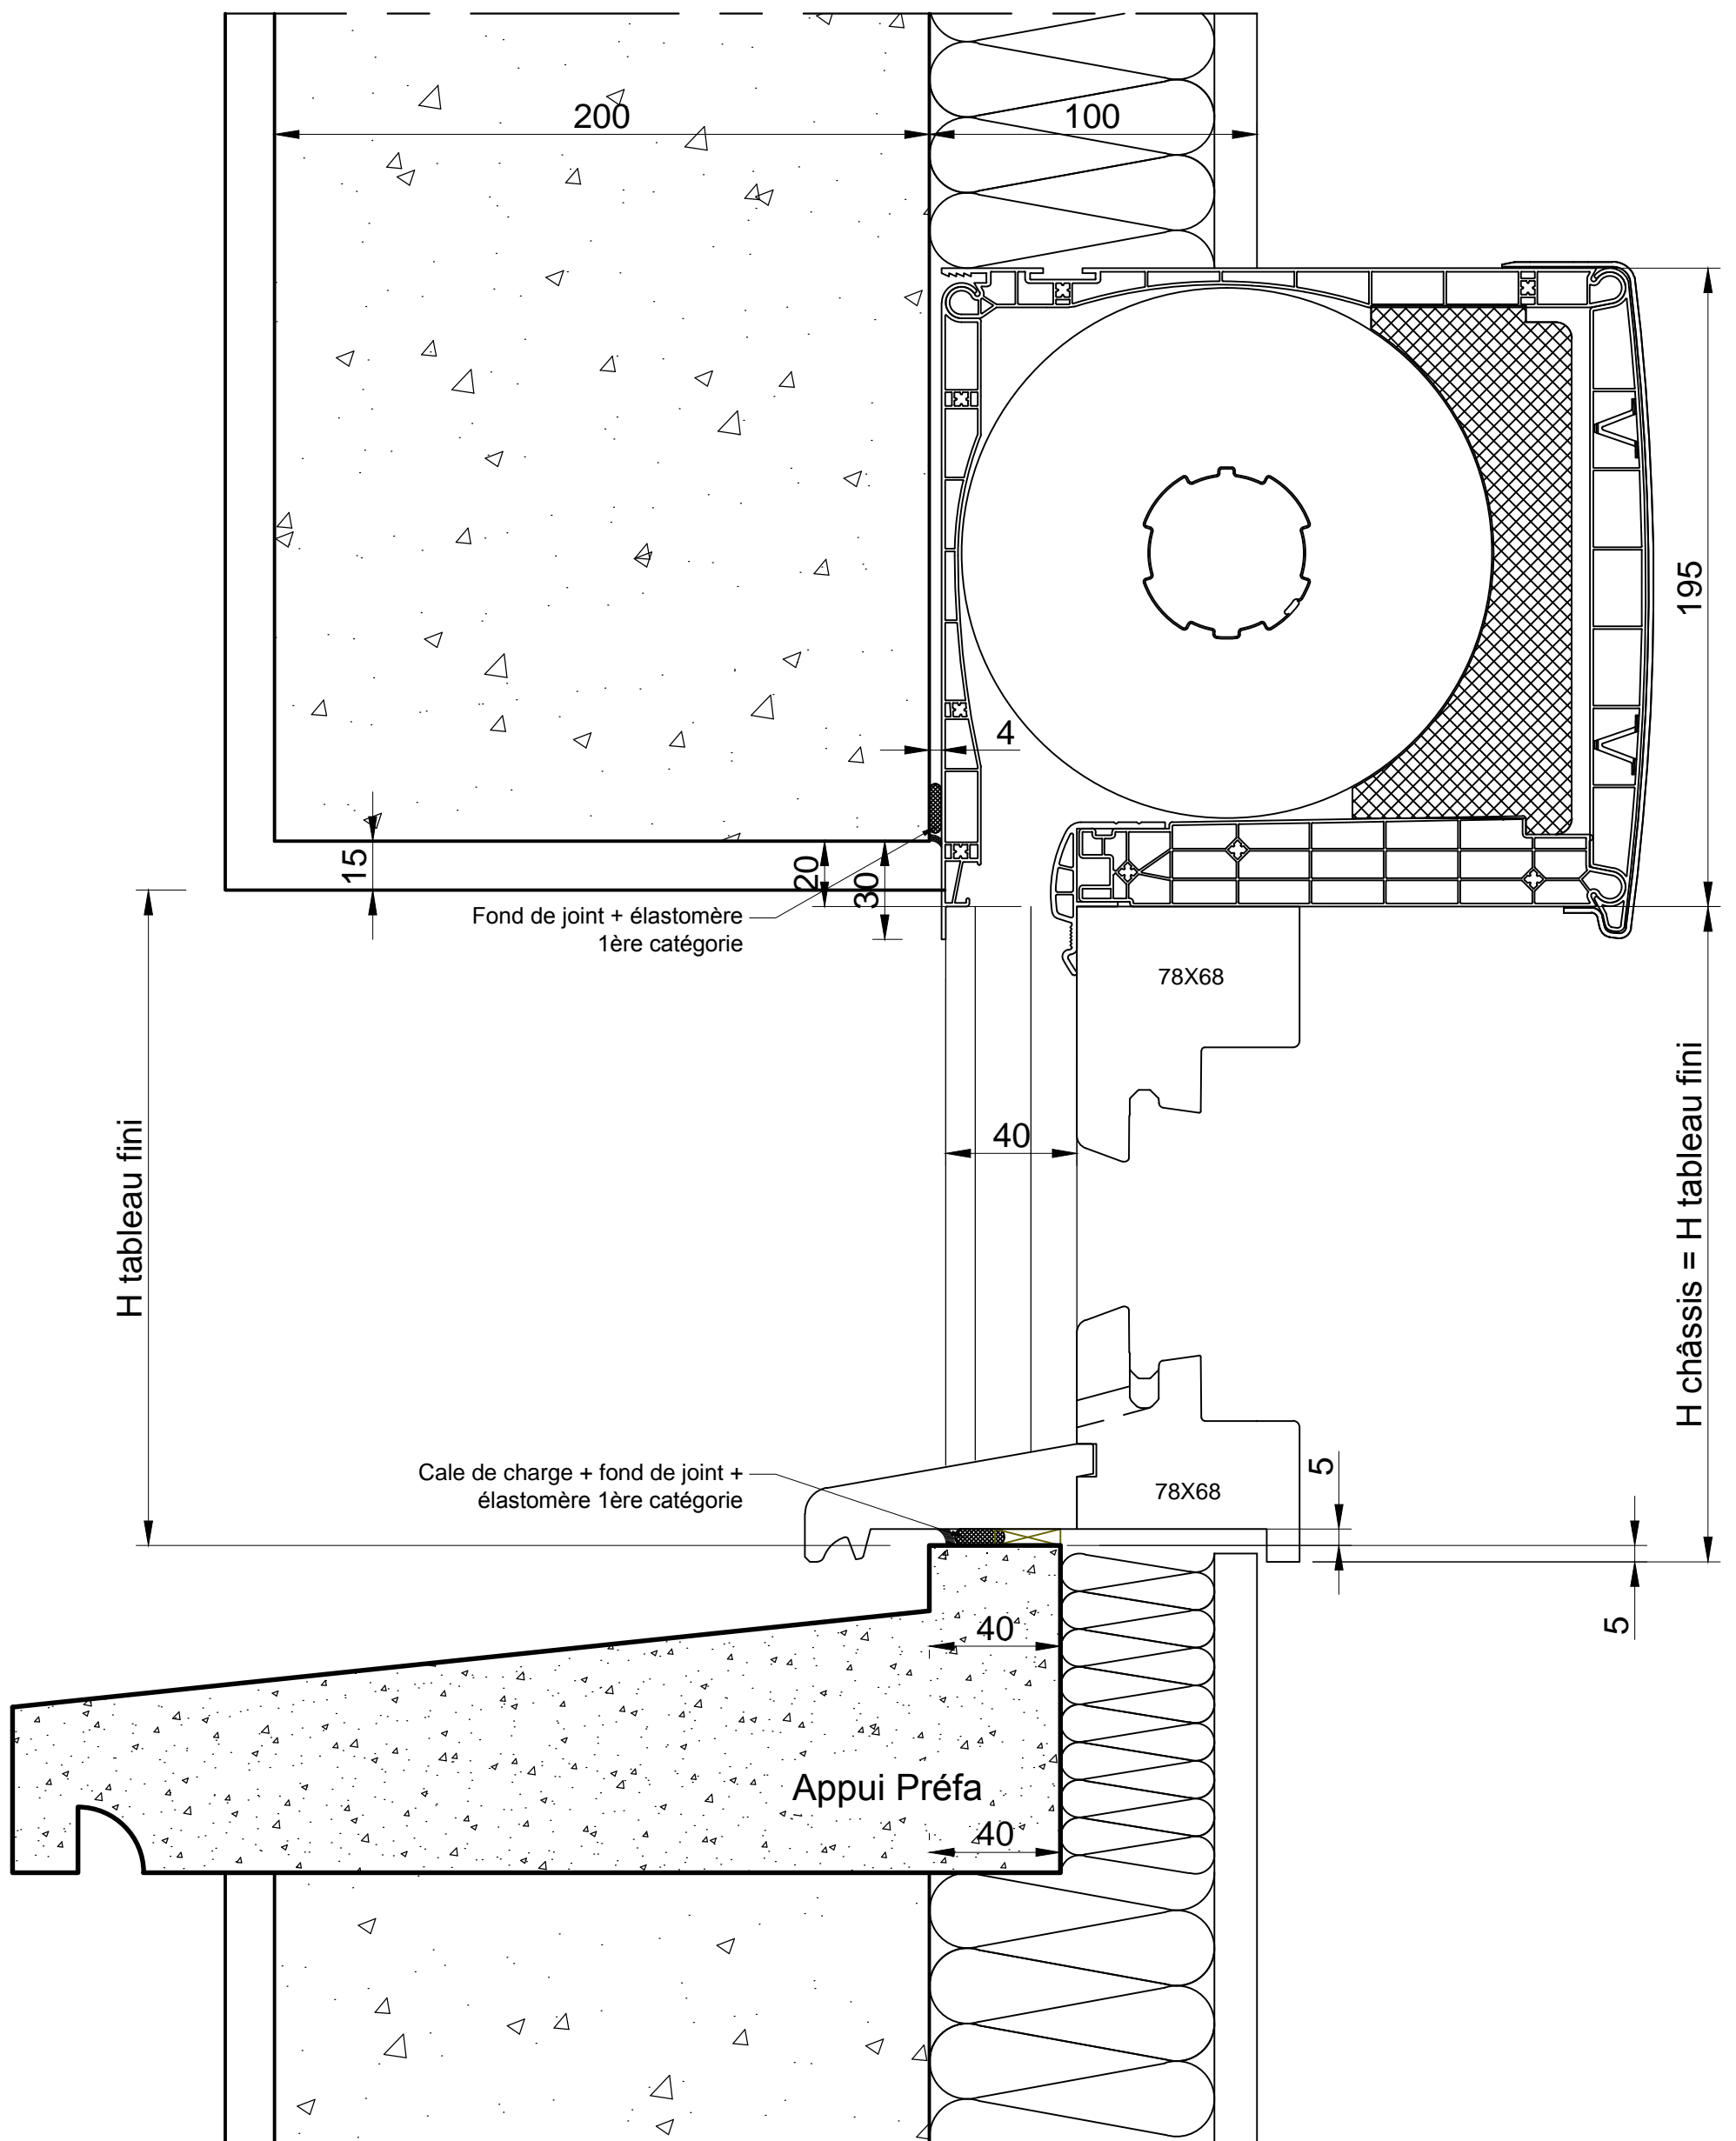 200
100
195
4
15
20
30
Fond de joint + élastomère
1ère catégorie
78X68
40
H tableau fini
H châssis = H tableau fini
Cale de charge + fond de joint +
élastomère 1ère catégorie
78X68
5
5
40
Appui Préfa
40